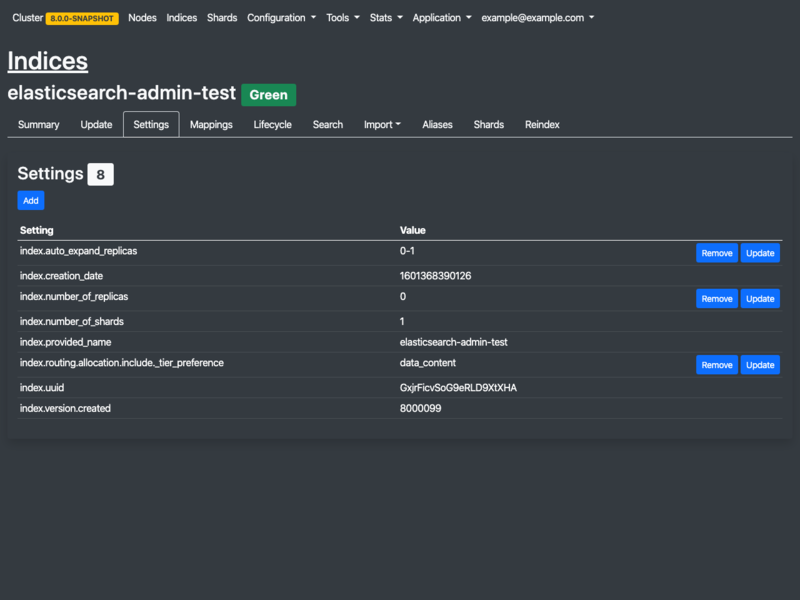 Cluster 8.0.0-SNAPSHOT Nodes Indices Shards Configuration Tools Stats Application example@example.com
Indices
elasticsearch-admin-test Green
Summary Update Settings Mappings Lifecycle Search Import Aliases Shards Reindex
Settings 8
Add
Setting Value
index.auto_expand_replicas 0-1 Remove Update
index.creation_date 1601368390126
index.number_of_replicas 0 Remove Update
index.number_of_shards 1
index.provided_name elasticsearch-admin-test
index.routing.allocation.include._tier_preference data_content Remove Update
index.uuid GxjrFicvSoG9eRLD9XtXHA
index.version.created 8000099